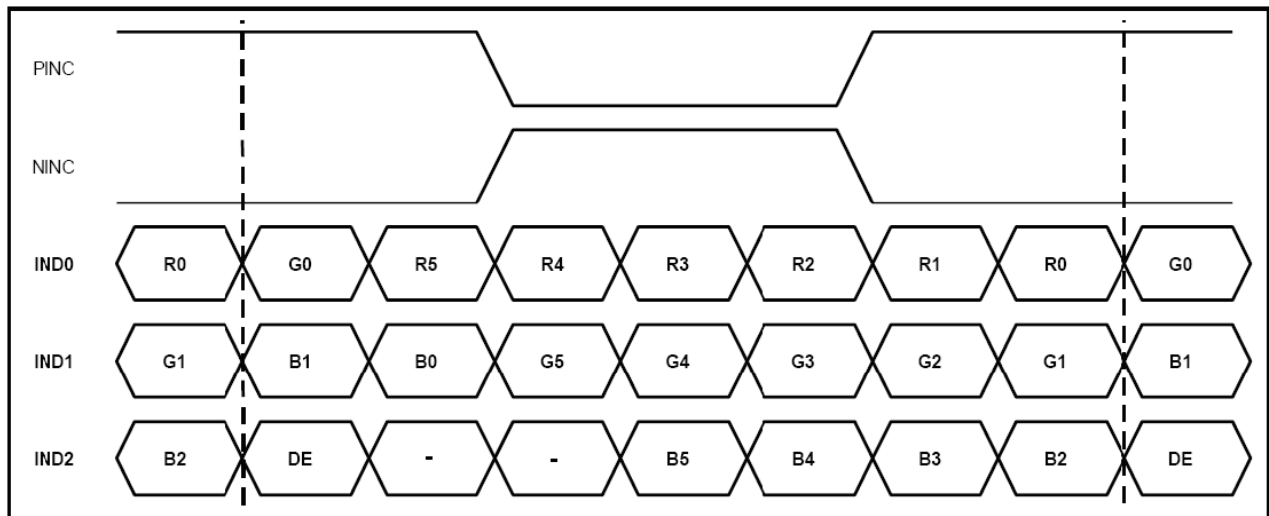 PINC
NINC
IND0 R0 G0 R5 R4 R3 R2 R1 R0 G0
IND1 G1 B1 B0 G5 G4 G3 G2 G1 B1
IND2 B2 DE - - B5 B4 B3 B2 DE